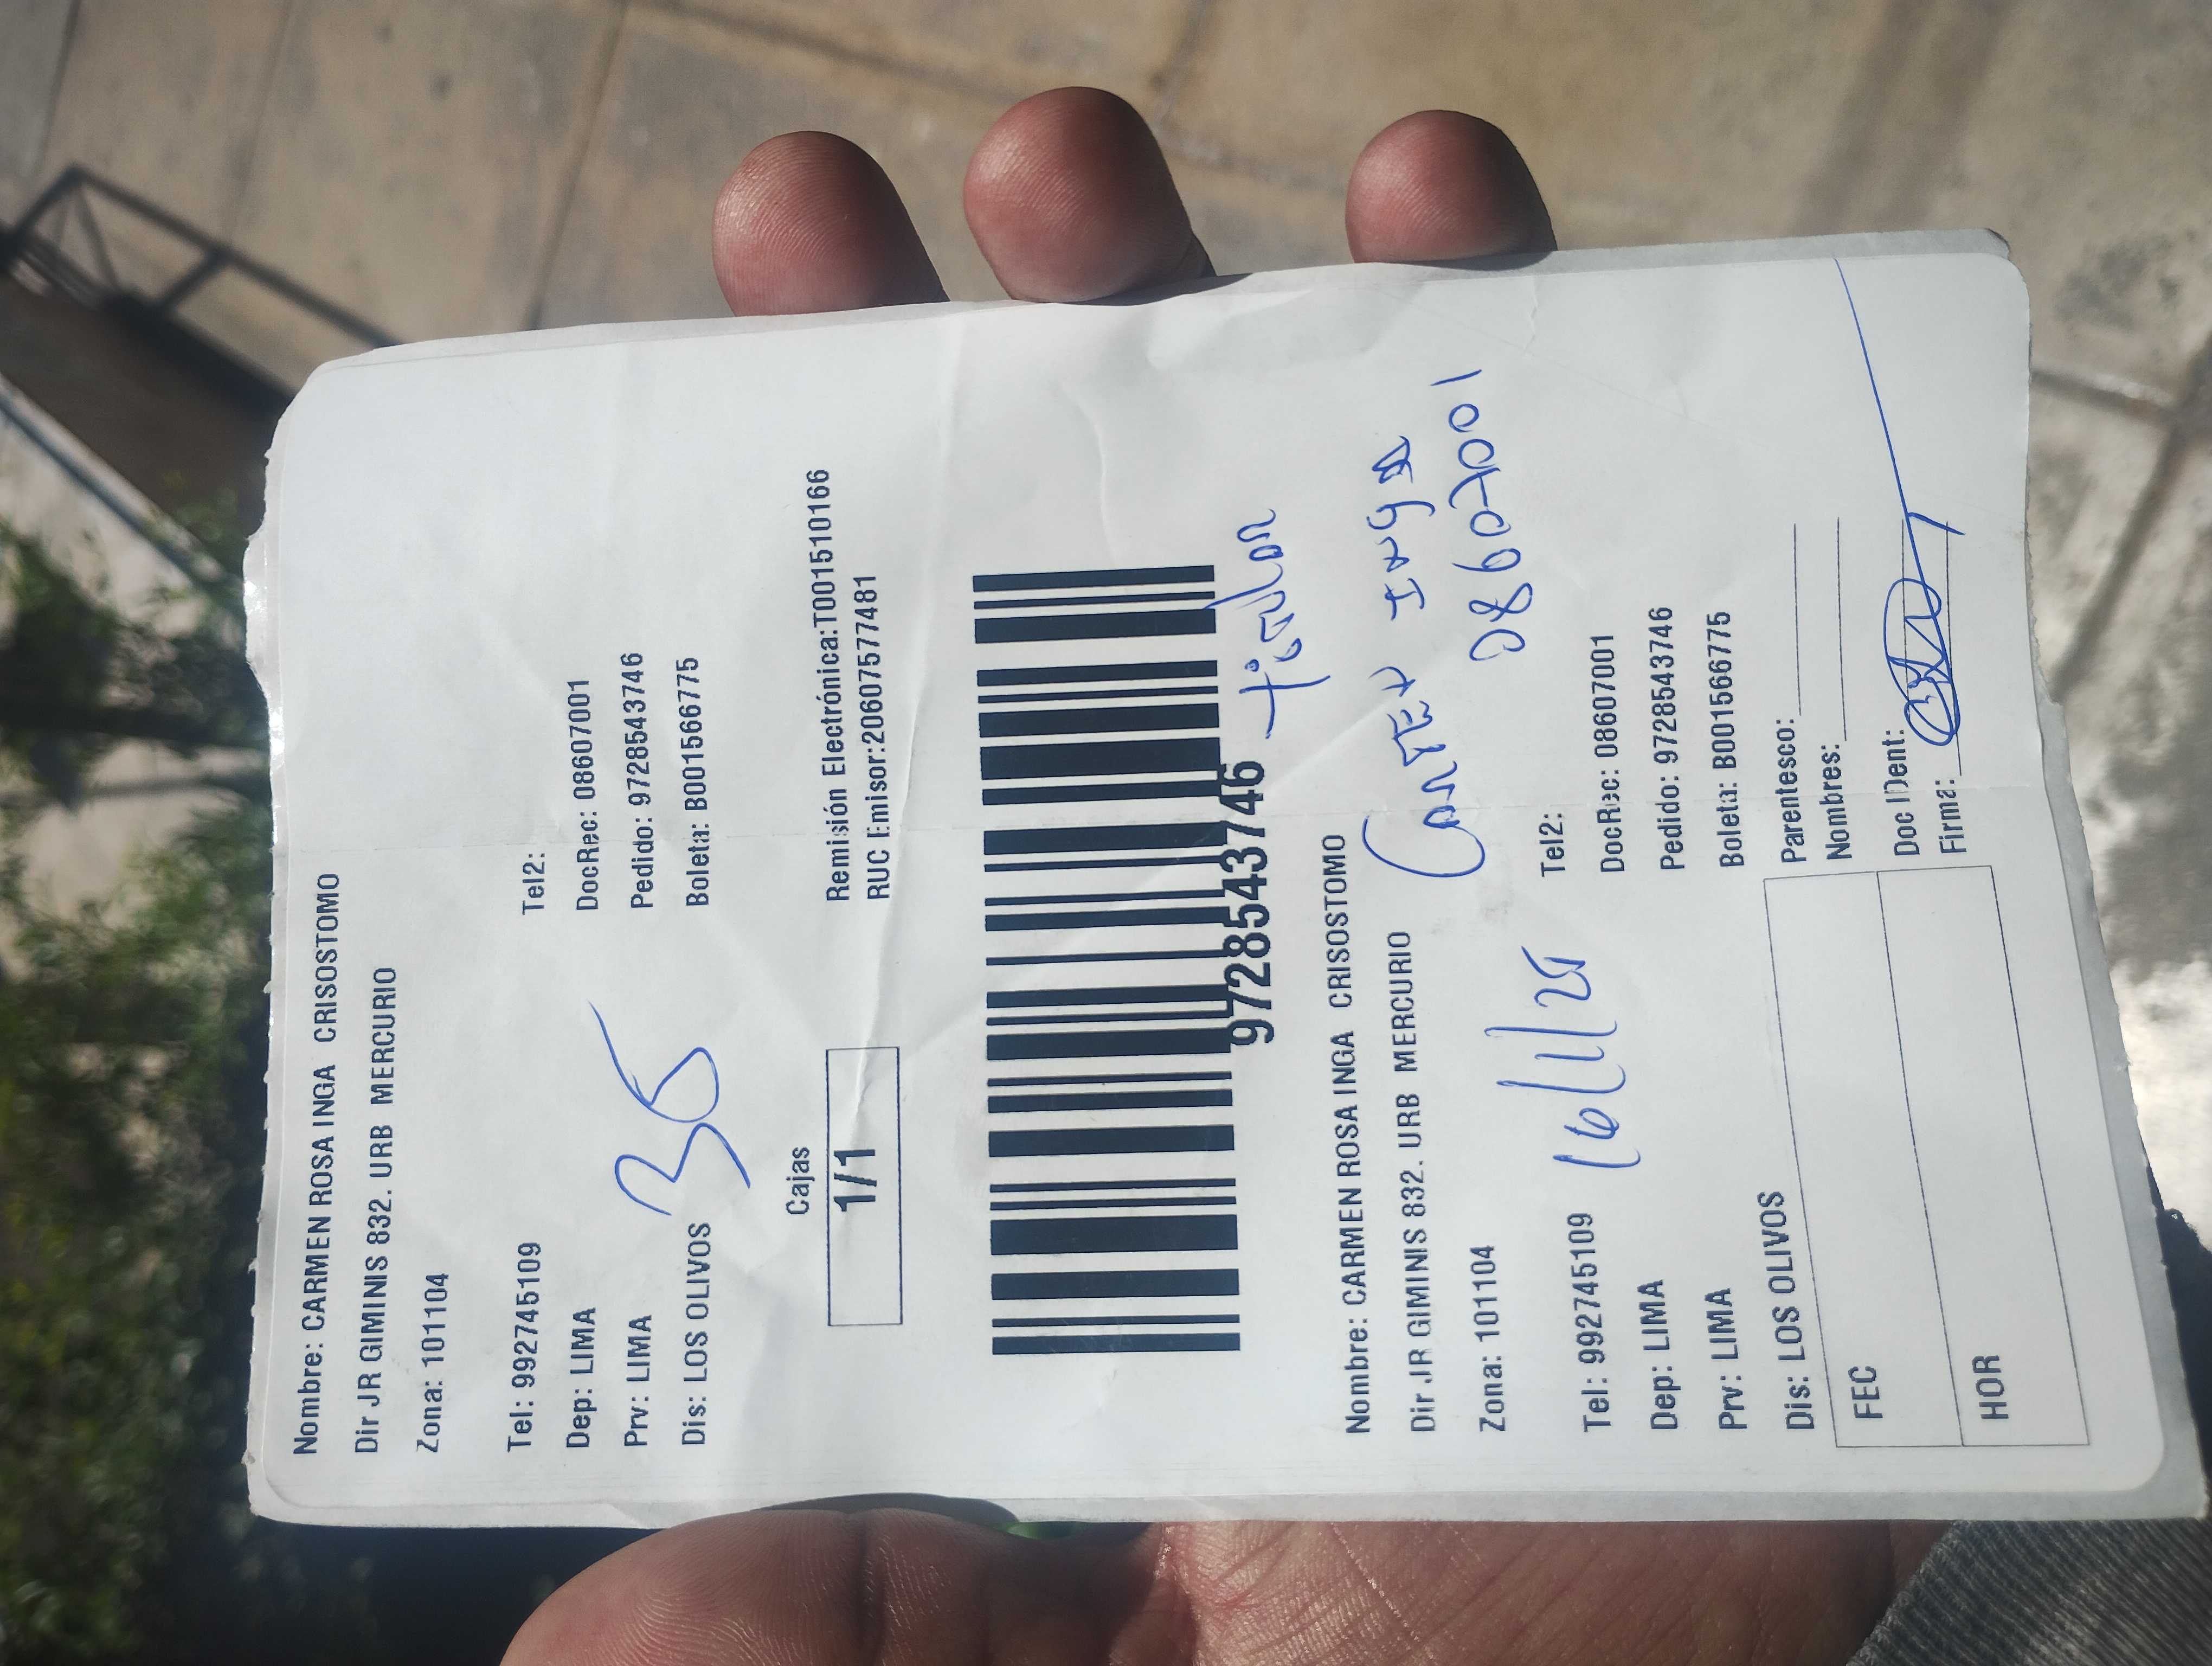 Nombre: CARMEN ROSA INGA CRISOSTOMO
Dir JR GIMINIS 832. URB MERCURIO
Zona: 101104
Tel: 992745109 Tel2:
Dep: LIMA DocRec: 08607001
Prv: LIMA Pedido: 9728543746
Dis: LOS OLIVOS Boleta: B001566775
35
Cajas
1/1
Remisión Electrónica:T001510166
RUC Emisor:20607577481
9728543746
titular
Nombre: CARMEN ROSA INGA CRISOSTOMO
Dir JR GIMINIS 832. URB MERCURIO
Carmen Inga
Zona: 101104
08607001
16/11/25
Tel: 992745109 Tel2:
Dep: LIMA DocRec: 08607001
Prv: LIMA Pedido: 9728543746
Dis: LOS OLIVOS Boleta: B001566775
FEC
HOR
Parentesco:
Nombres:
Doc IDent:
Firma: